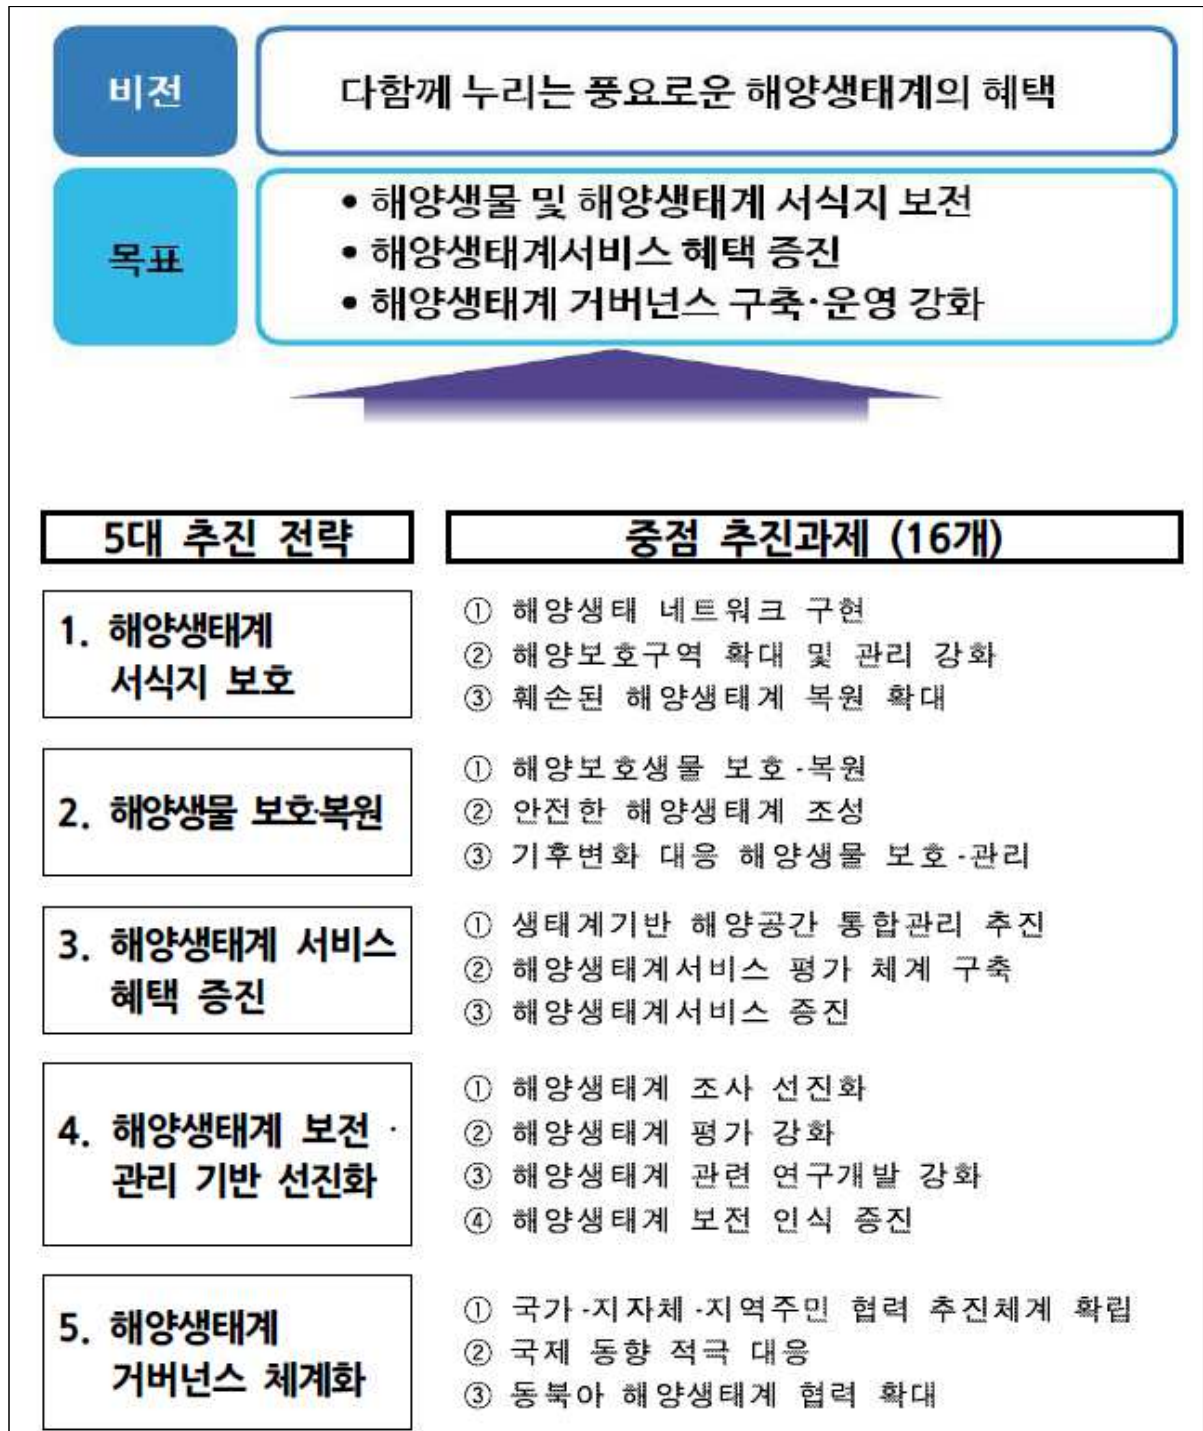 비전
다함께 누리는 풍요로운 해양생태계의 혜택
목표
• 해양생물 및 해양생태계 서식지 보전
• 해양생태계서비스 혜택 증진
• 해양생태계 거버넌스 구축·운영 강화
5대 추진 전략
중점 추진과제 (16개)
1. 해양생태계
서식지 보호
① 해양생태 네트워크 구현
② 해양보호구역 확대 및 관리 강화
③ 훼손된 해양생태계 복원 확대
2. 해양생물 보호·복원
① 해양보호생물 보호·복원
② 안전한 해양생태계 조성
③ 기후변화 대응 해양생물 보호·관리
3. 해양생태계 서비스
혜택 증진
① 생태계기반 해양공간 통합관리 추진
② 해양생태계서비스 평가 체계 구축
③ 해양생태계서비스 증진
4. 해양생태계 보전 ·
관리 기반 선진화
① 해양생태계 조사 선진화
② 해양생태계 평가 강화
③ 해양생태계 관련 연구개발 강화
④ 해양생태계 보전 인식 증진
5. 해양생태계
거버넌스 체계화
① 국가·지자체·지역주민 협력 추진체계 확립
② 국제 동향 적극 대응
③ 동북아 해양생태계 협력 확대